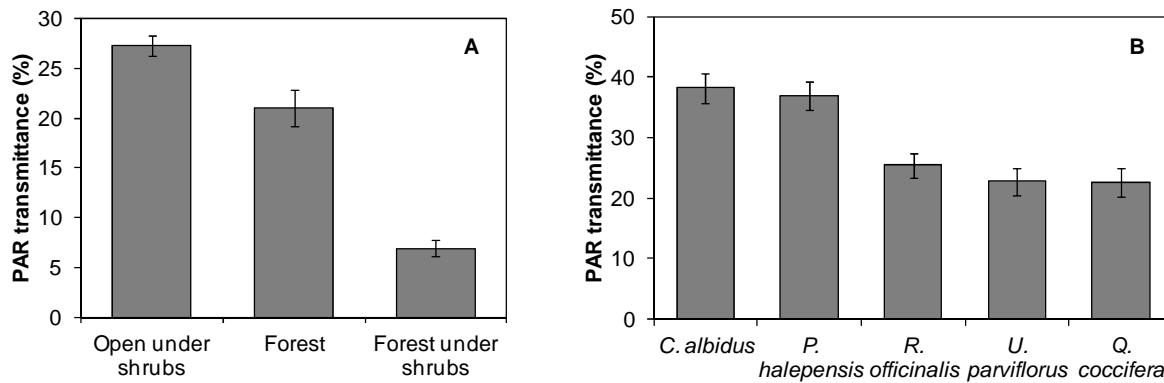 PAR transmittance (%)
30
25
20
15
10
5
0
A
Open under
shrubs
Forest
Forest under
shrubs
PAR transmittance (%)
50
40
30
20
10
0
B
C. albidus
P.
halepensis
R.
officinalis
U.
parviflorus
Q.
coccifera